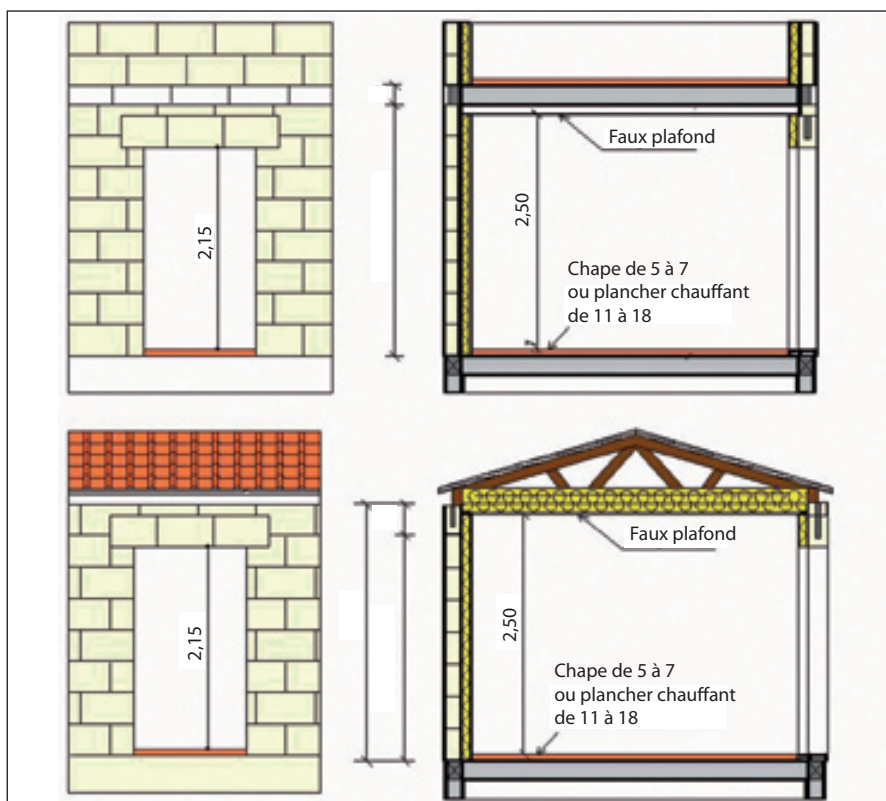 2,15
Faux plafond
2,50
Chape de 5 à 7
ou plancher chauffant
de 11 à 18
2,15
Faux plafond
2,50
Chape de 5 à 7
ou plancher chauffant
de 11 à 18